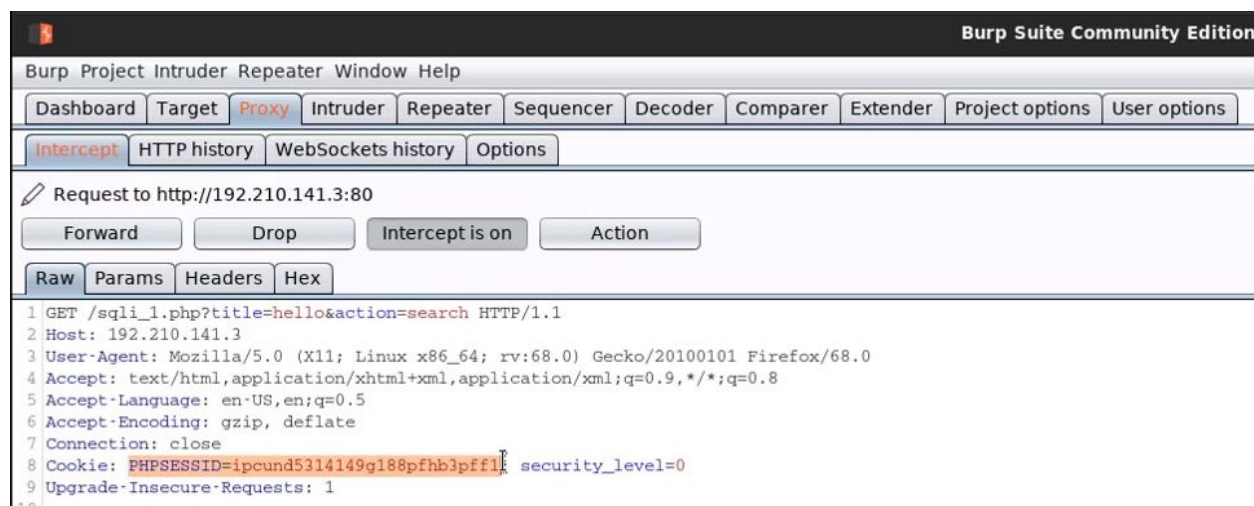 Burp Suite Community Edition
Burp Project Intruder Repeater Window Help
Dashboard Target Proxy Intruder Repeater Sequencer Decoder Comparer Extender Project options User options
Intercept HTTP history WebSockets history Options
Request to http://192.210.141.3:80
Forward Drop Intercept is on Action
Raw Params Headers Hex
1 GET /sqli_1.php?title=hello&action=search HTTP/1.1
2 Host: 192.210.141.3
3 User-Agent: Mozilla/5.0 (X11; Linux x86_64; rv:68.0) Gecko/20100101 Firefox/68.0
4 Accept: text/html,application/xhtml+xml,application/xml;q=0.9,*/*;q=0.8
5 Accept-Language: en-US,en;q=0.5
6 Accept-Encoding: gzip, deflate
7 Connection: close
8 Cookie: PHPSESSID=ipcund5314149g188pfhb3pff1; security_level=0
9 Upgrade-Insecure-Requests: 1
10